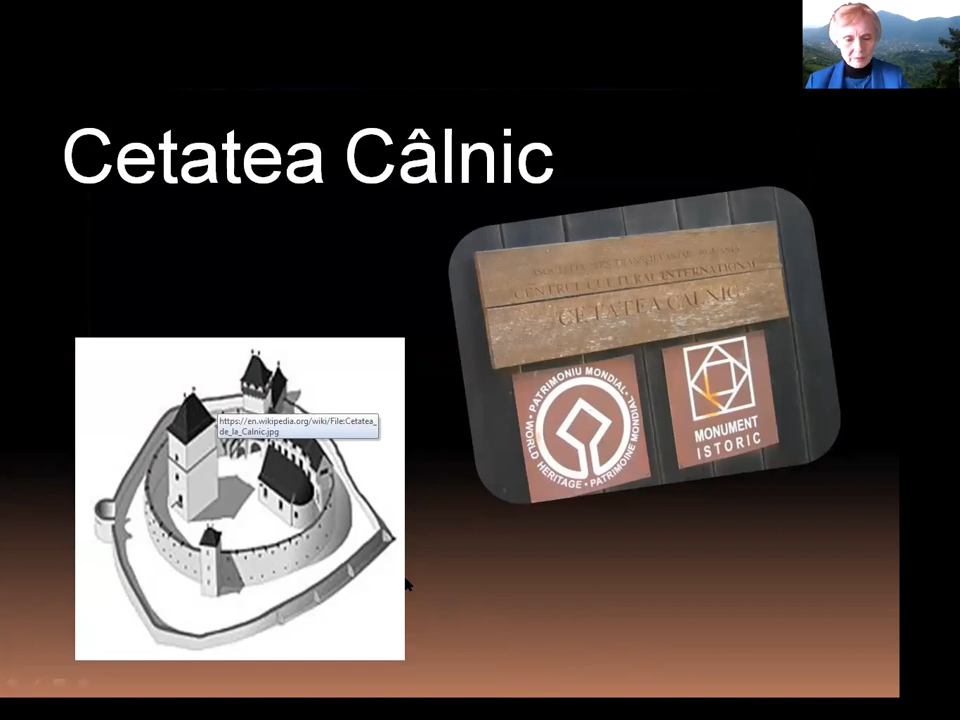 Cetatea Câlnic
CENTRUL CULTURAL INTERNATIONAL
CETATEA CALNIC
PATRIMONIU MONDIAL
WORLD HERITAGE • PATRIMOINE MONDIAL
MONUMENT
ISTORIC
https://en.wikipedia.org/wiki/File:Cetatea_
de_la_Calnic.jpg